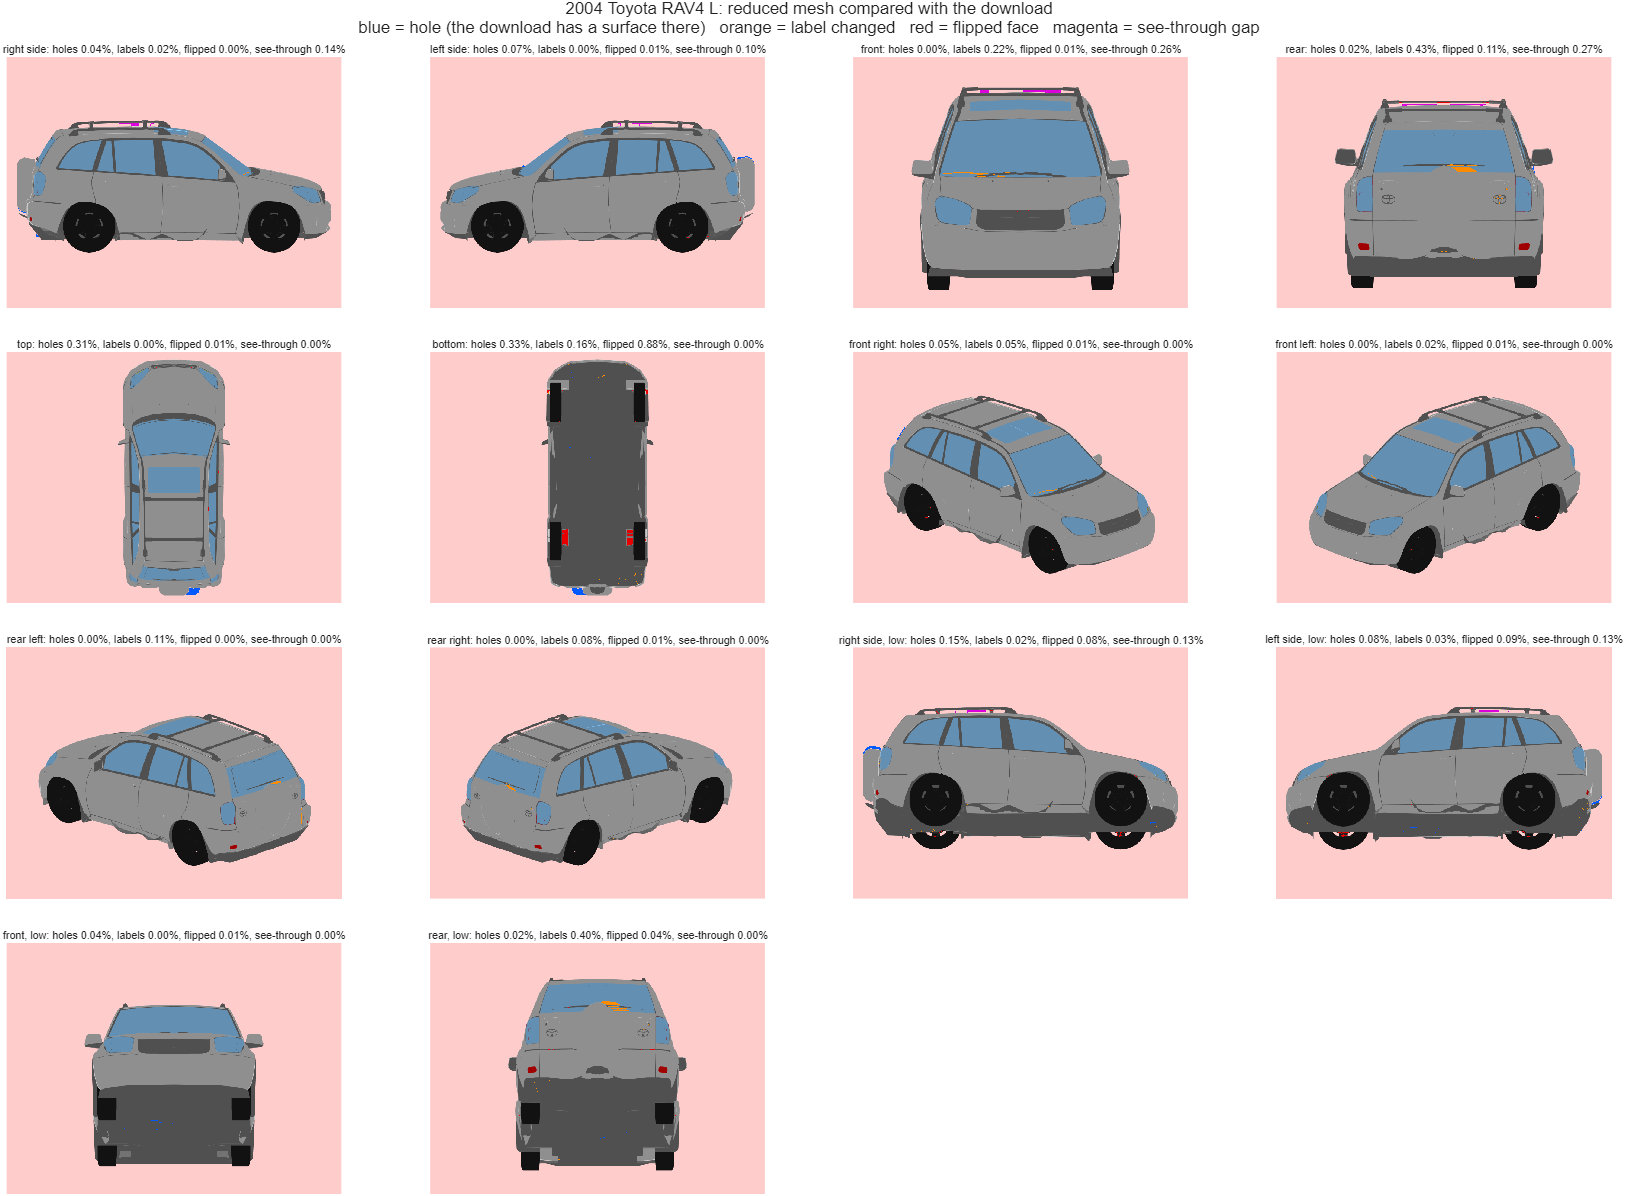 2004 Toyota RAV4 L: reduced mesh compared with the download
blue = hole (the download has a surface there)   orange = label changed   red = flipped face   magenta = see-through gap
right side: holes 0.04%, labels 0.02%, flipped 0.00%, see-through 0.14%
left side: holes 0.07%, labels 0.00%, flipped 0.01%, see-through 0.10%
front: holes 0.00%, labels 0.22%, flipped 0.01%, see-through 0.26%
rear: holes 0.02%, labels 0.43%, flipped 0.11%, see-through 0.27%
top: holes 0.31%, labels 0.00%, flipped 0.01%, see-through 0.00%
bottom: holes 0.33%, labels 0.16%, flipped 0.88%, see-through 0.00%
front right: holes 0.05%, labels 0.05%, flipped 0.01%, see-through 0.00%
front left: holes 0.00%, labels 0.02%, flipped 0.01%, see-through 0.00%
rear left: holes 0.00%, labels 0.11%, flipped 0.00%, see-through 0.00%
rear right: holes 0.00%, labels 0.08%, flipped 0.01%, see-through 0.00%
right side, low: holes 0.15%, labels 0.02%, flipped 0.08%, see-through 0.13%
left side, low: holes 0.08%, labels 0.03%, flipped 0.09%, see-through 0.13%
front, low: holes 0.04%, labels 0.00%, flipped 0.01%, see-through 0.00%
rear, low: holes 0.02%, labels 0.40%, flipped 0.04%, see-through 0.00%